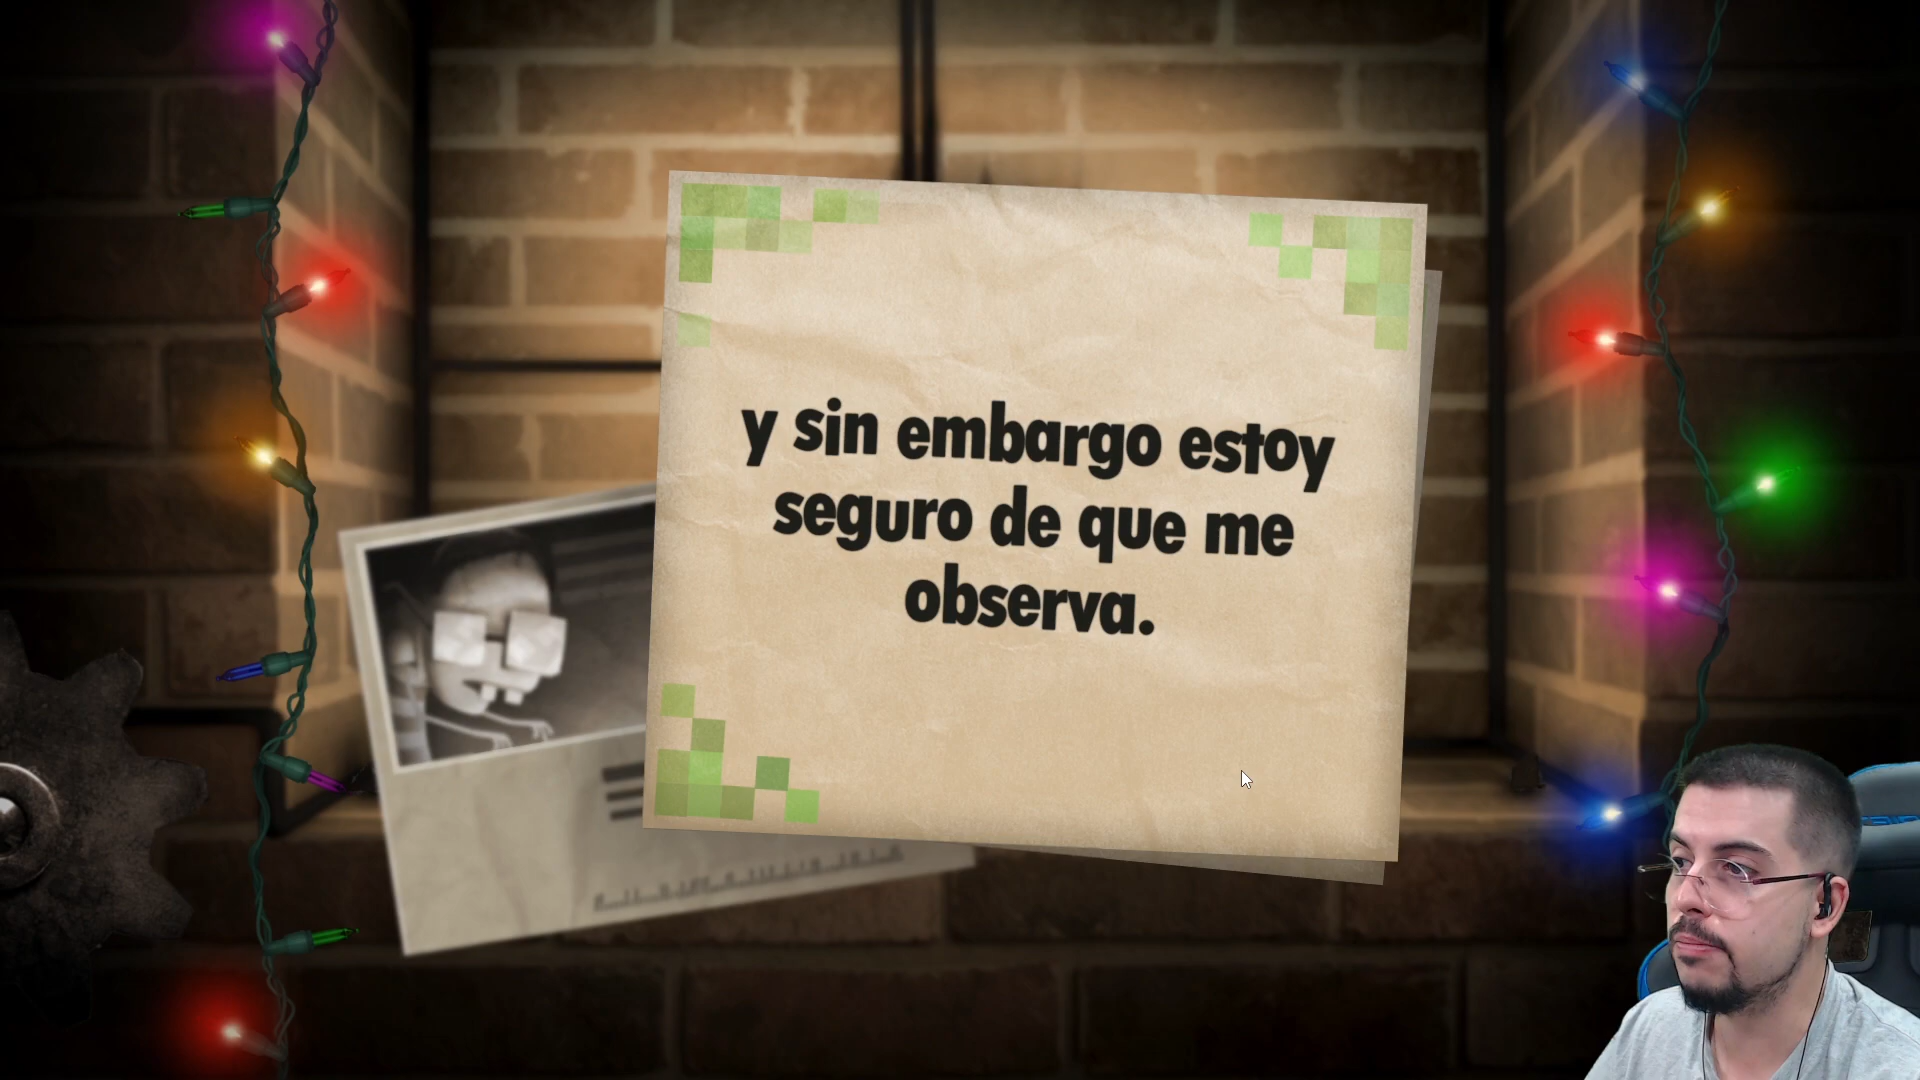 y sin embargo estoy
seguro de que me
observa.